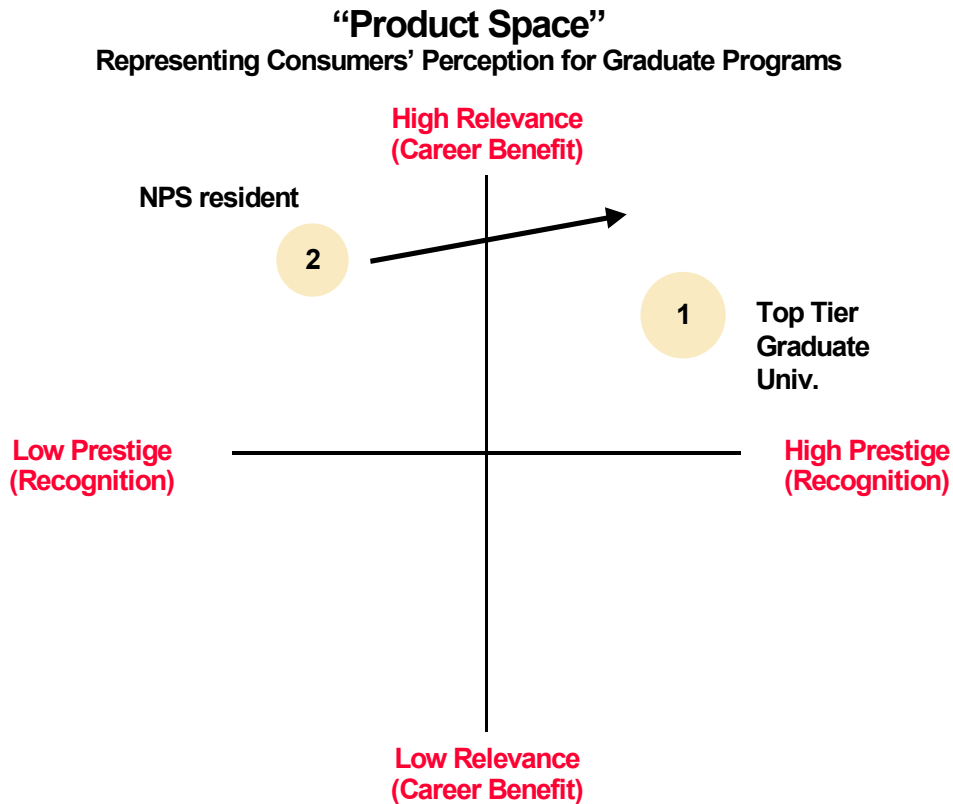 “Product Space”
Representing Consumers’ Perception for Graduate Programs
High Relevance
(Career Benefit)
NPS resident
2
1
Top Tier
Graduate
Univ.
Low Prestige
(Recognition)
High Prestige
(Recognition)
Low Relevance
(Career Benefit)